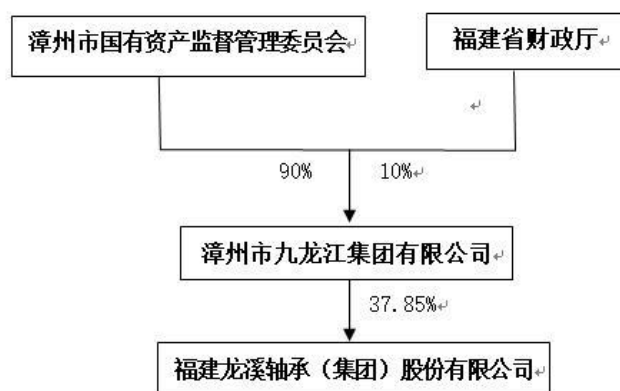 漳州市国有资产监督管理委员会↵
福建省财政厅↵
↵
90%
10%↵
漳州市九龙江集团有限公司↵
37.85%↵
福建龙溪轴承（集团）股份有限公司↵